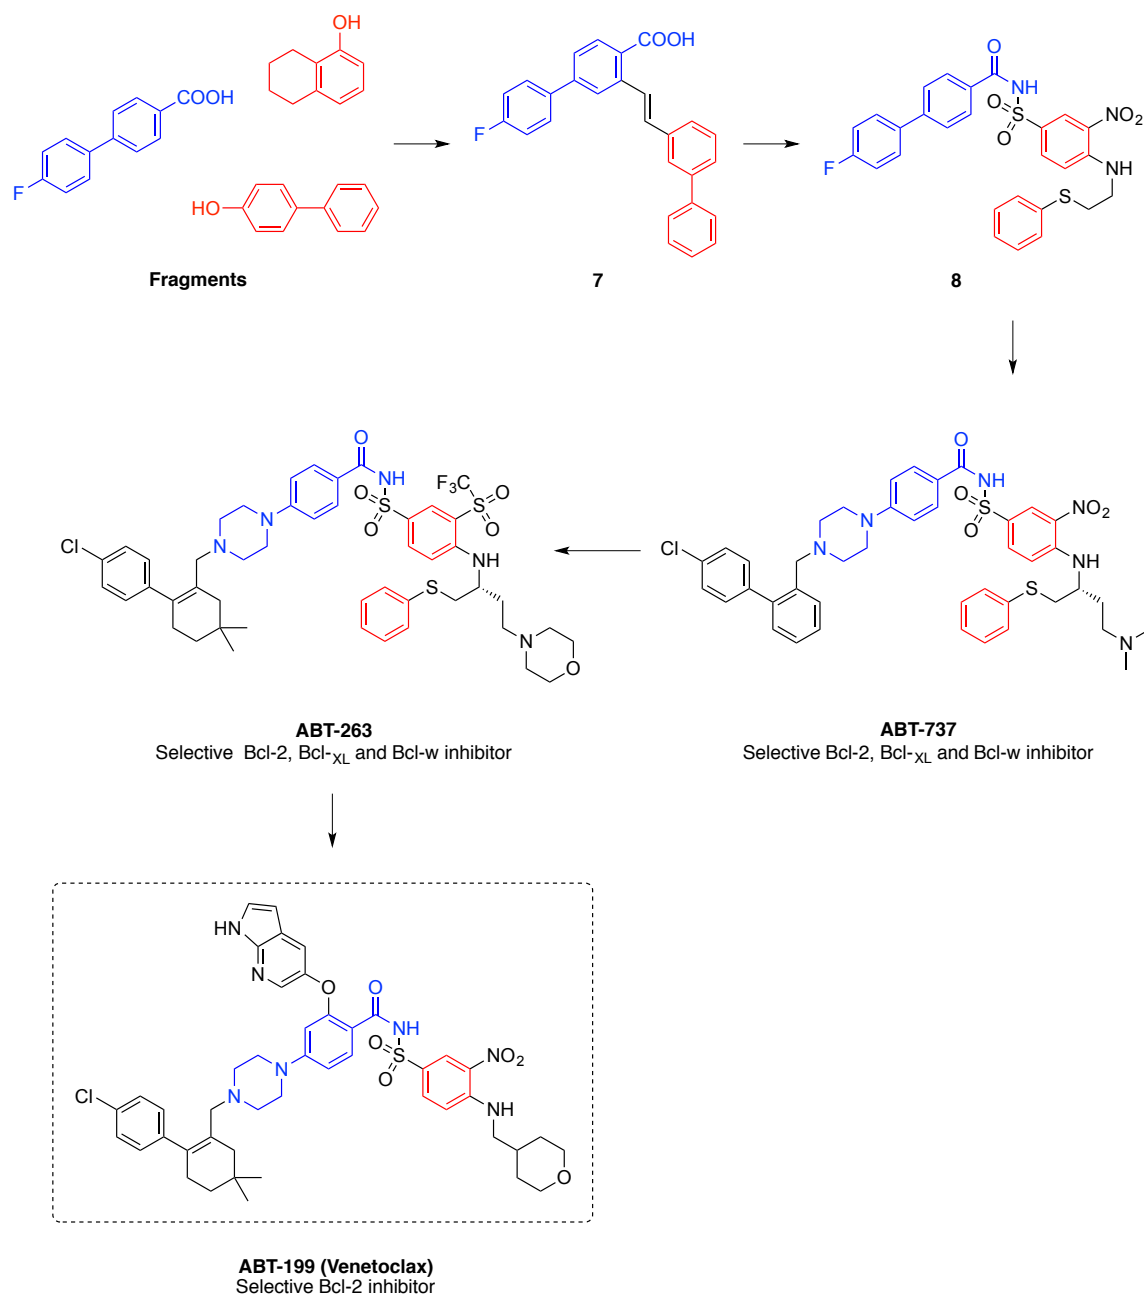 OH
COOH
F
HO
Fragments
COOH
F
7
O
NH
S
O
O
NO2
NH
S
F
8
O
NH
S
O
O
F3C
S
O
O
N
N
NH
S
Cl
N
O
ABT-263
Selective Bcl-2, Bcl-XL and Bcl-w inhibitor
O
NH
O
S
O
NO2
N
N
NH
S
Cl
N
ABT-737
Selective Bcl-2, Bcl-XL and Bcl-w inhibitor
HN
N
O
O
NH
O
S
O
NO2
N
N
NH
Cl
O
ABT-199 (Venetoclax)
Selective Bcl-2 inhibitor